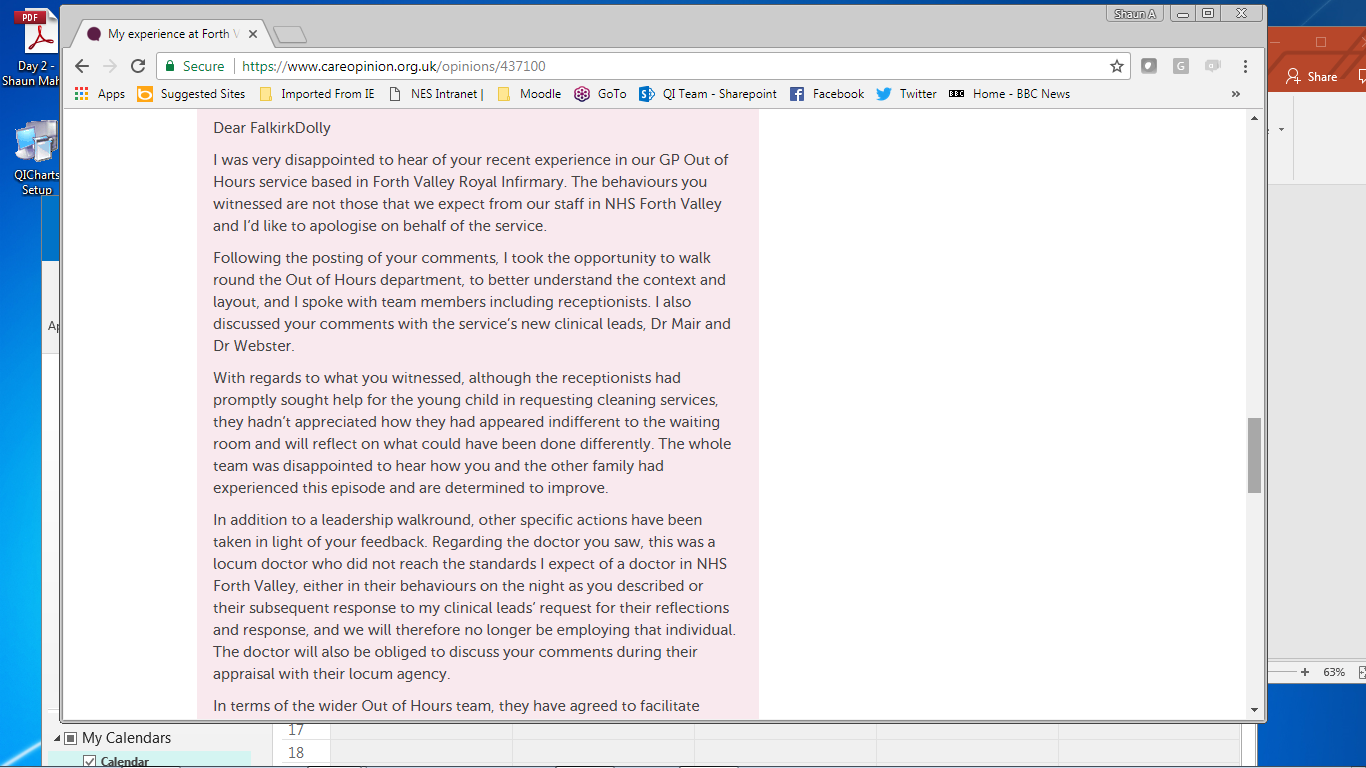 Shaun A
PDF
Day 2 -
Shaun Mah
QICharts
Setup
My experience at Forth V
Secure
https://www.careopinion.org.uk/opinions/437100
Apps
Suggested Sites
Imported From IE
NES Intranet |
Moodle
GoTo
QI Team - Sharepoint
Facebook
Twitter
BBC
Home - BBC News
»
Share
Dear FalkirkDolly
I was very disappointed to hear of your recent experience in our GP Out of
Hours service based in Forth Valley Royal Infirmary. The behaviours you
witnessed are not those that we expect from our staff in NHS Forth Valley
and I'd like to apologise on behalf of the service.
Following the posting of your comments, I took the opportunity to walk
round the Out of Hours department, to better understand the context and
layout, and I spoke with team members including receptionists. I also
discussed your comments with the service's new clinical leads, Dr Mair and
Dr Webster.
With regards to what you witnessed, although the receptionists had
promptly sought help for the young child in requesting cleaning services,
they hadn't appreciated how they had appeared indifferent to the waiting
room and will reflect on what could have been done differently. The whole
team was disappointed to hear how you and the other family had
experienced this episode and are determined to improve.
In addition to a leadership walkround, other specific actions have been
taken in light of your feedback. Regarding the doctor you saw, this was a
locum doctor who did not reach the standards I expect of a doctor in NHS
Forth Valley, either in their behaviours on the night as you described or
their subsequent response to my clinical leads' request for their reflections
and response, and we will therefore no longer be employing that individual.
The doctor will also be obliged to discuss your comments during their
appraisal with their locum agency.
In terms of the wider Out of Hours team, they have agreed to facilitate
Ap
63%
My Calendars
Calendar
17
18